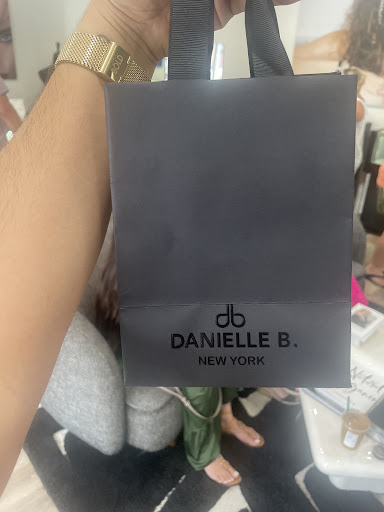 db
DANIELLE B.
NEW YORK